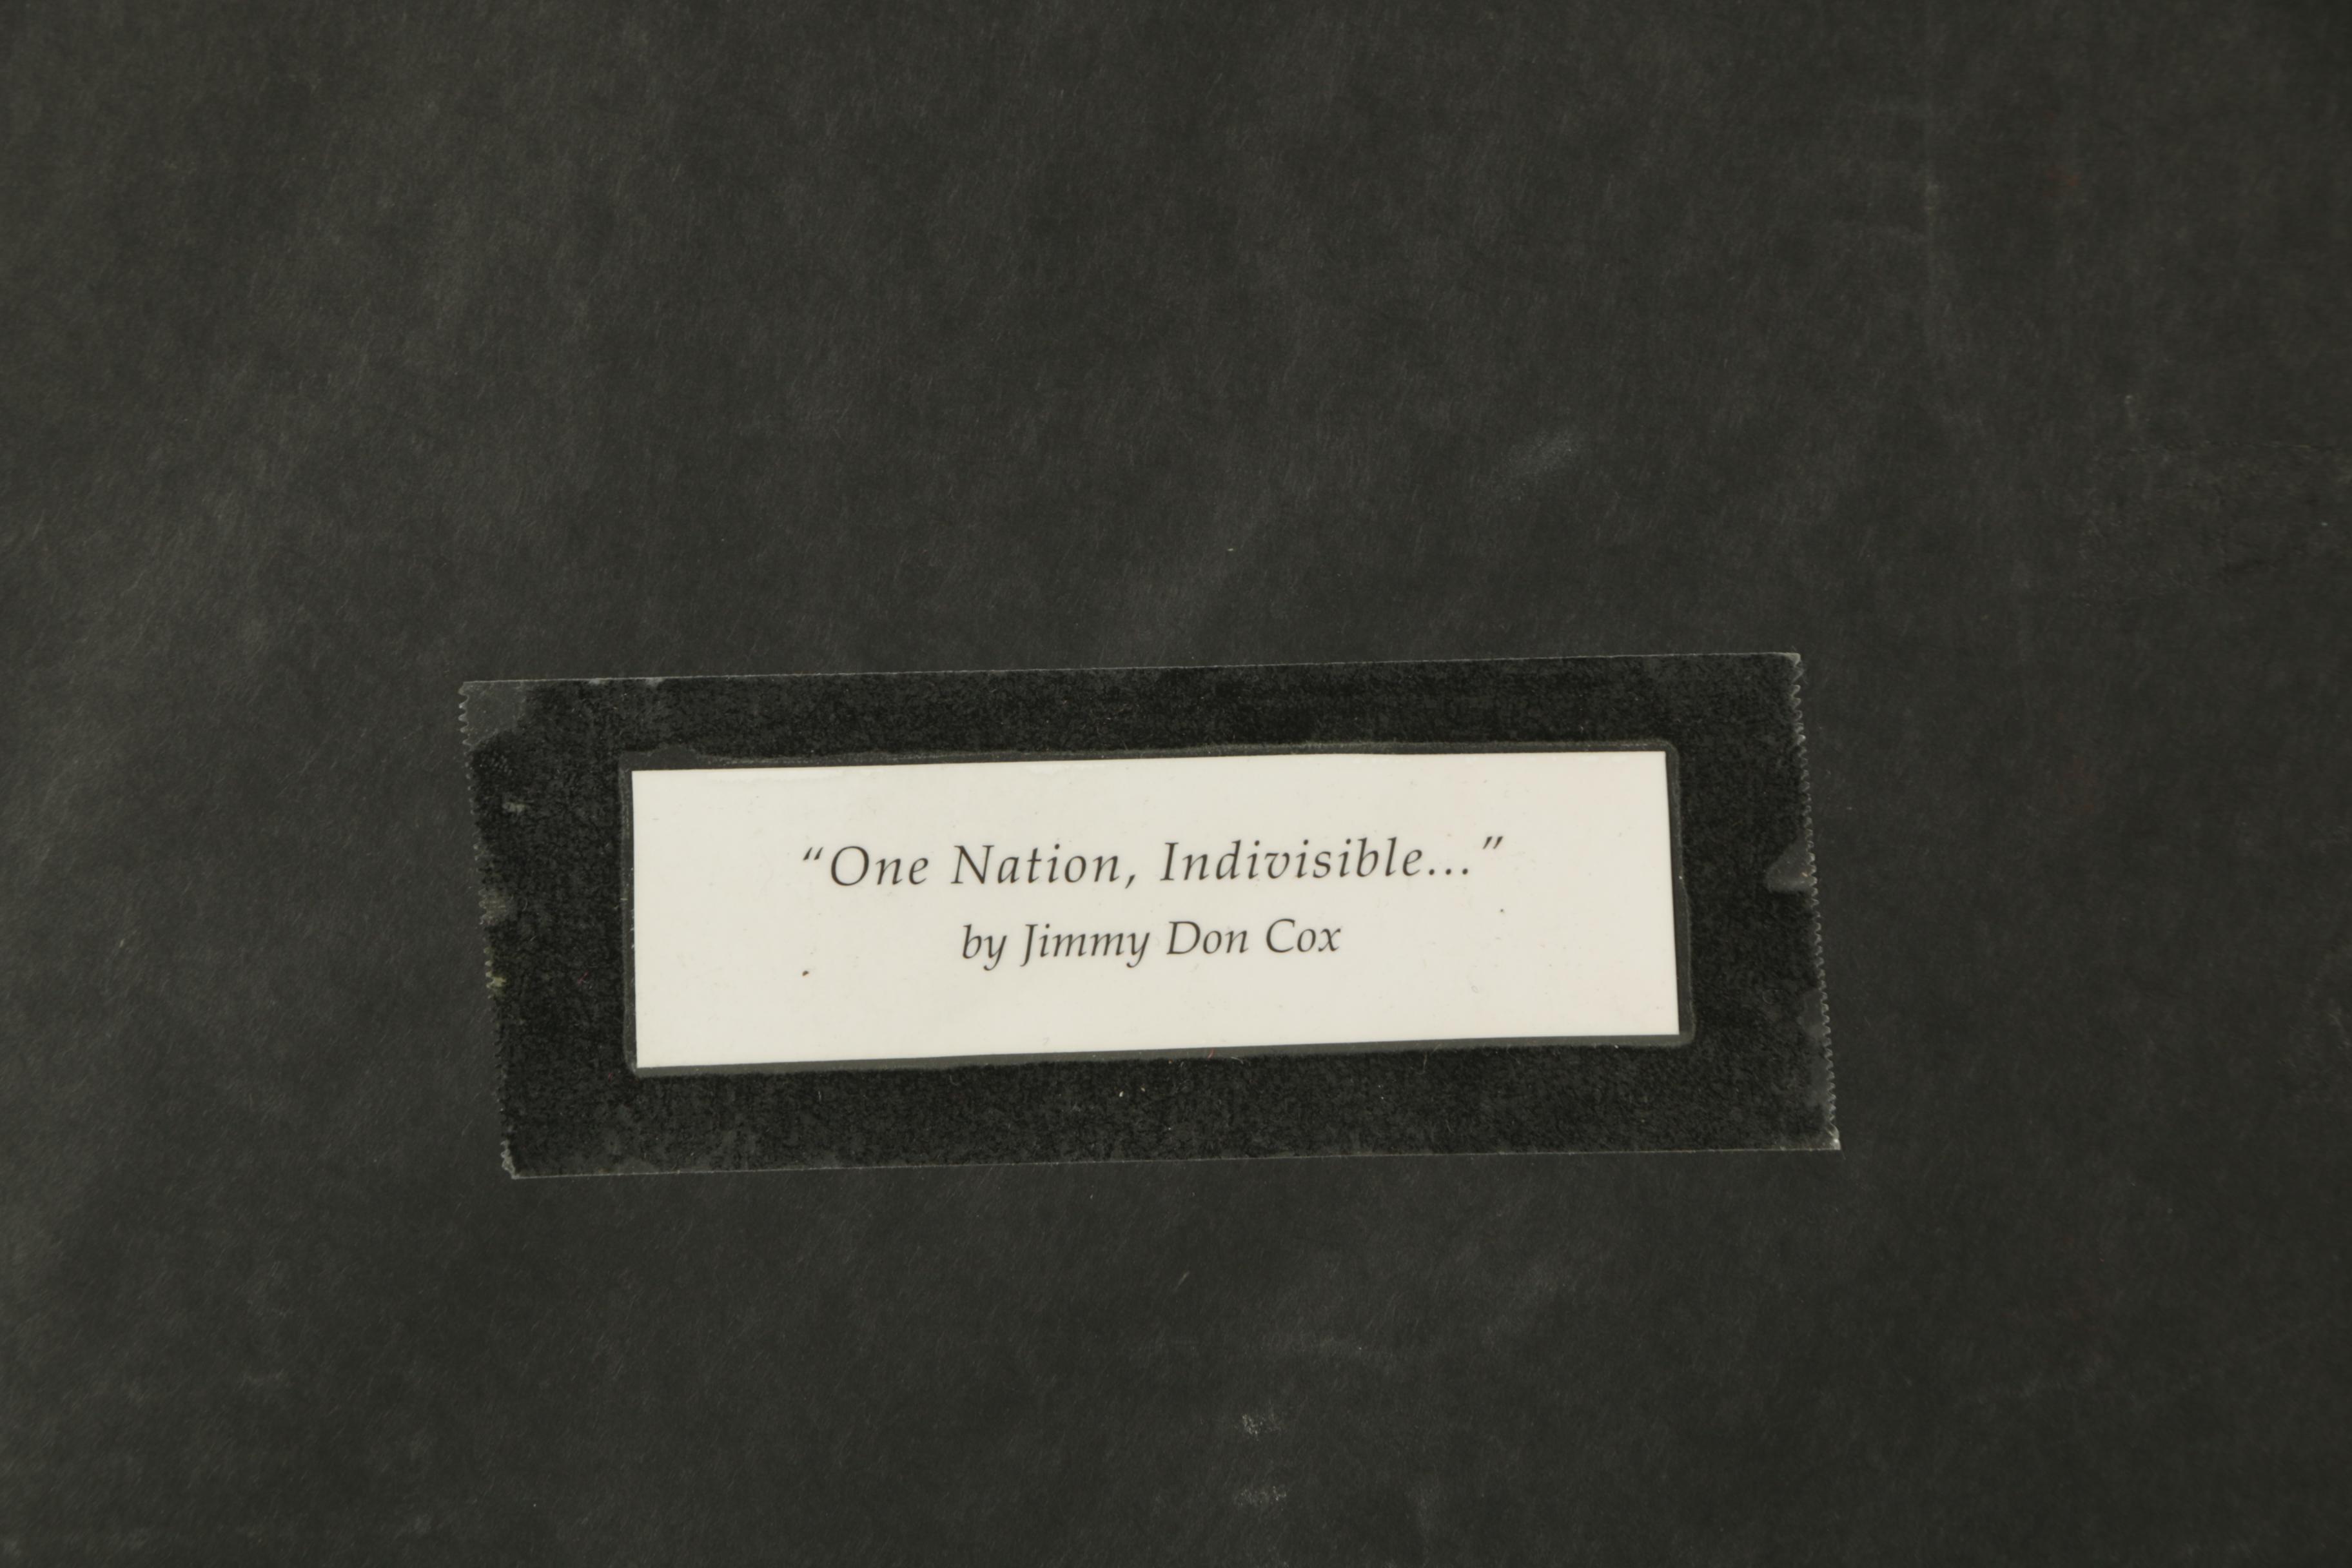 “One Nation, Indivisible...”
by Jimmy Don Cox